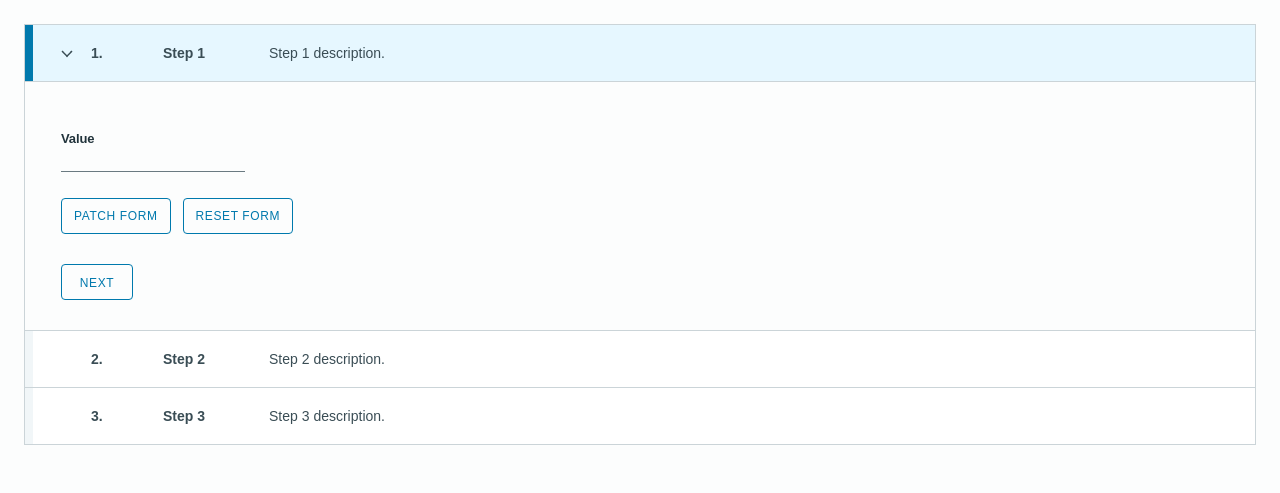 1. Step 1 Step 1 description.
Value
PATCH FORM RESET FORM
NEXT
2. Step 2 Step 2 description.
3. Step 3 Step 3 description.